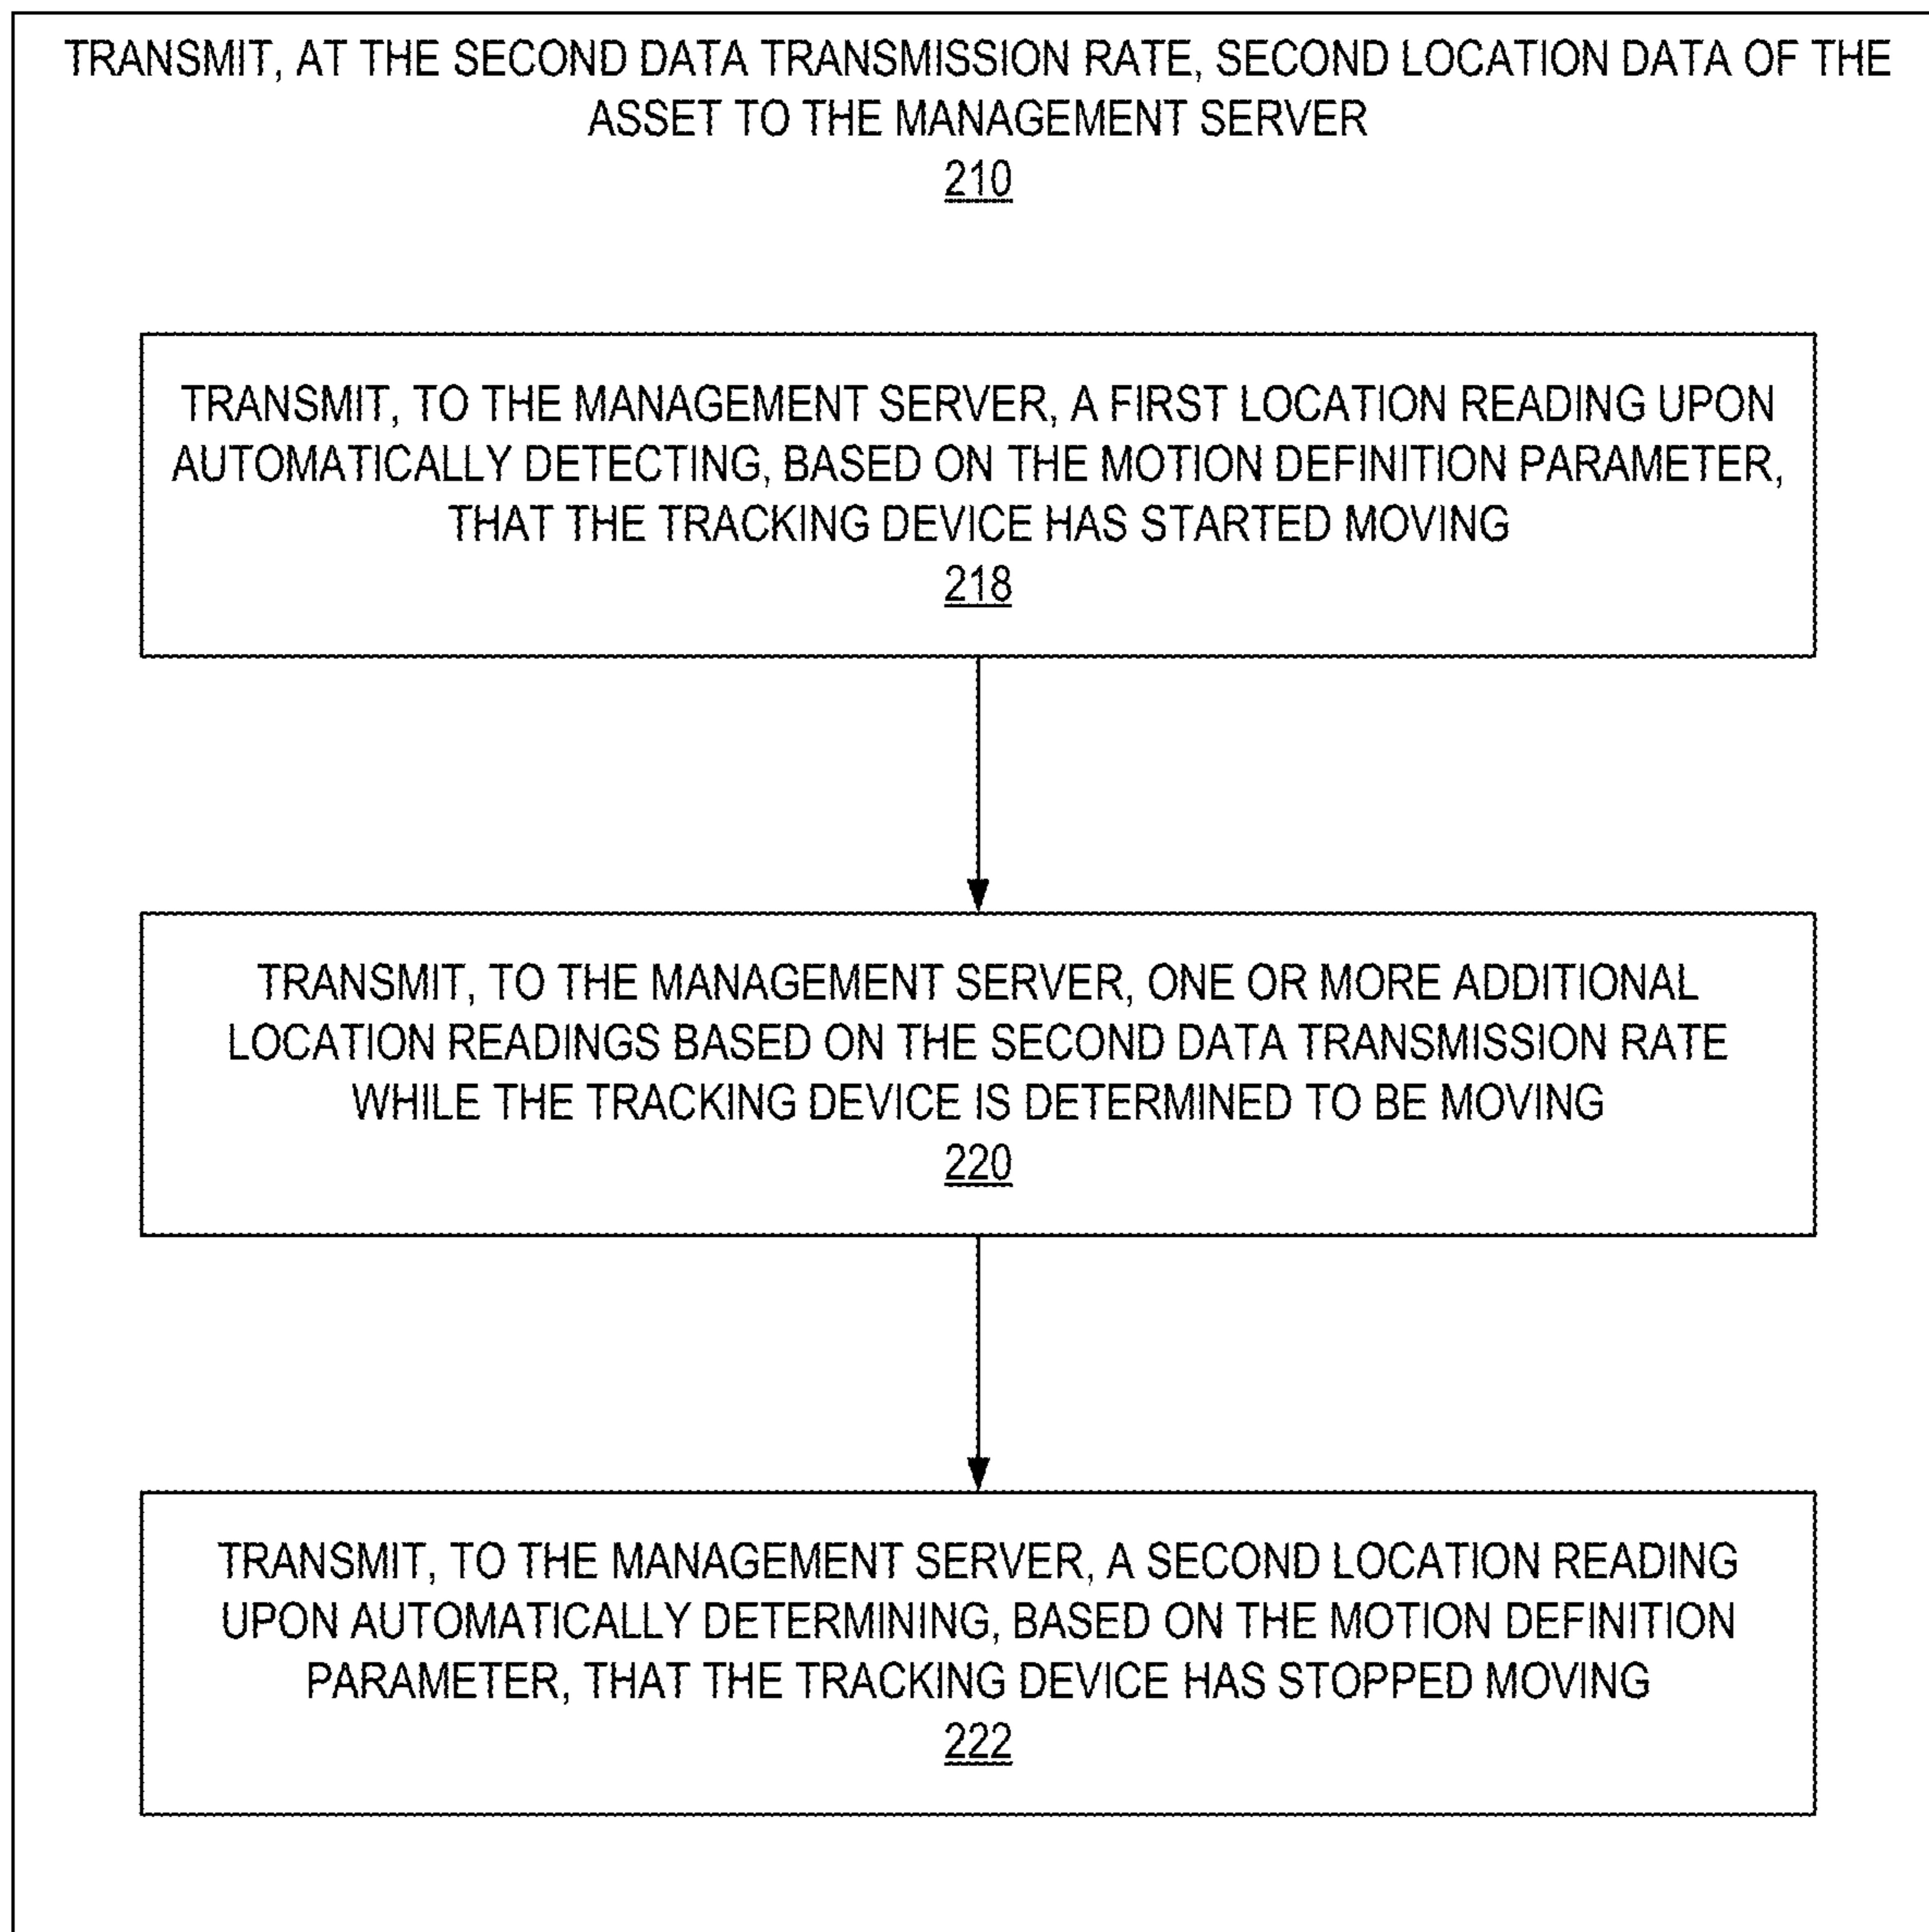 TRANSMIT, AT THE SECOND DATA TRANSMISSION RATE, SECOND LOCATION DATA OF THE
ASSET TO THE MANAGEMENT SERVER
210
TRANSMIT, TO THE MANAGEMENT SERVER, A FIRST LOCATION READING UPON
AUTOMATICALLY DETECTING, BASED ON THE MOTION DEFINITION PARAMETER,
THAT THE TRACKING DEVICE HAS STARTED MOVING
218
TRANSMIT, TO THE MANAGEMENT SERVER, ONE OR MORE ADDITIONAL
LOCATION READINGS BASED ON THE SECOND DATA TRANSMISSION RATE
WHILE THE TRACKING DEVICE IS DETERMINED TO BE MOVING
220
TRANSMIT, TO THE MANAGEMENT SERVER, A SECOND LOCATION READING
UPON AUTOMATICALLY DETERMINING, BASED ON THE MOTION DEFINITION
PARAMETER, THAT THE TRACKING DEVICE HAS STOPPED MOVING
222